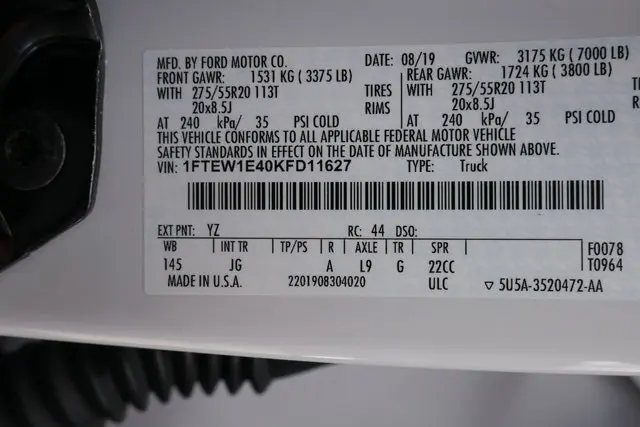 MFD. BY FORD MOTOR CO. DATE: 08/19 GVWR: 3175 KG ( 7000 LB)
FRONT GAWR: 1531 KG ( 3375 LB) REAR GAWR: 1724 KG ( 3800 LB)
WITH 275/55R20 113T TIRES WITH 275/55R20 113T TIRES
20x8.5J RIMS 20x8.5J RIMS
AT 240 kPa/ 35 PSI COLD AT 240 kPa/ 35 PSI COLD
THIS VEHICLE CONFORMS TO ALL APPLICABLE FEDERAL MOTOR VEHICLE
SAFETY STANDARDS IN EFFECT ON THE DATE OF MANUFACTURE SHOWN ABOVE.
VIN: 1FTEW1E40KFD11627 TYPE: Truck
EXT PNT: YZ RC: 44 DSO:
WB INT TR TP/PS R AXLE TR SPR F0078
145 JG A L9 G 22CC T0964
MADE IN U.S.A. 2201908304020 ULC ▽ 5U5A-3520472-AA